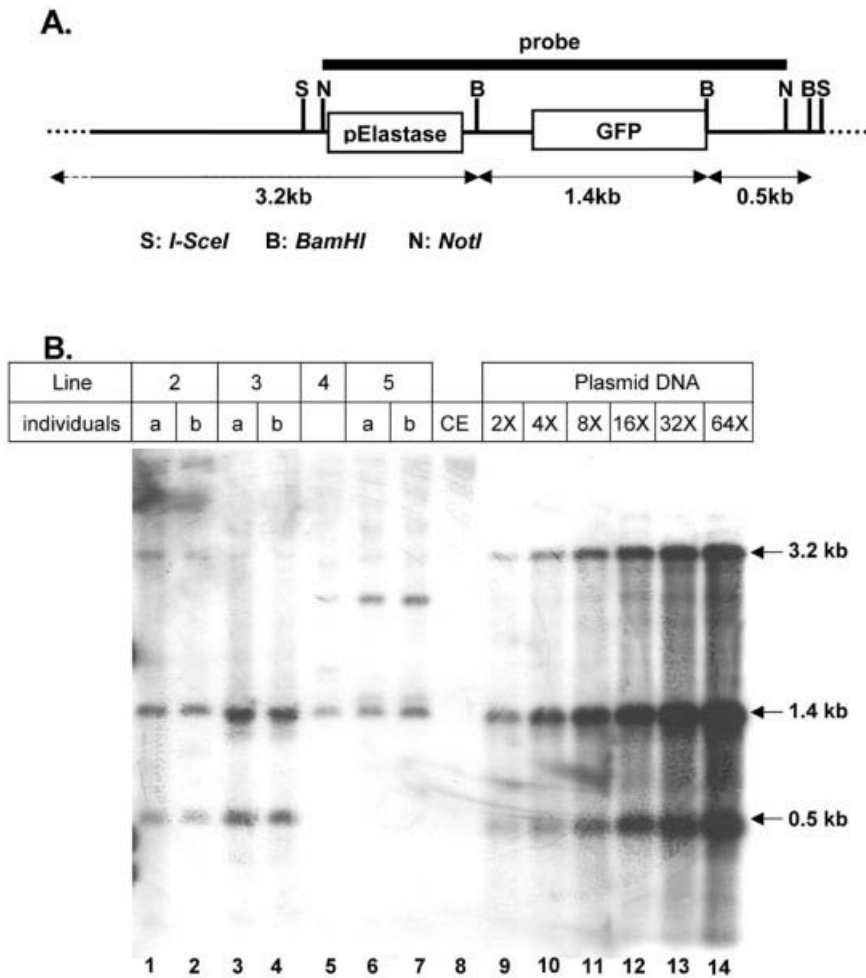 A.
probe
S N B B N B S
pElastase GFP
3.2kb 1.4kb 0.5kb
S: I-SceI B: BamHI N: NotI
B.
Line 2 3 4 5 Plasmid DNA
individuals a b a b a b CE 2X 4X 8X 16X 32X 64X
3.2 kb
1.4 kb
0.5 kb
1 2 3 4 5 6 7 8 9 10 11 12 13 14